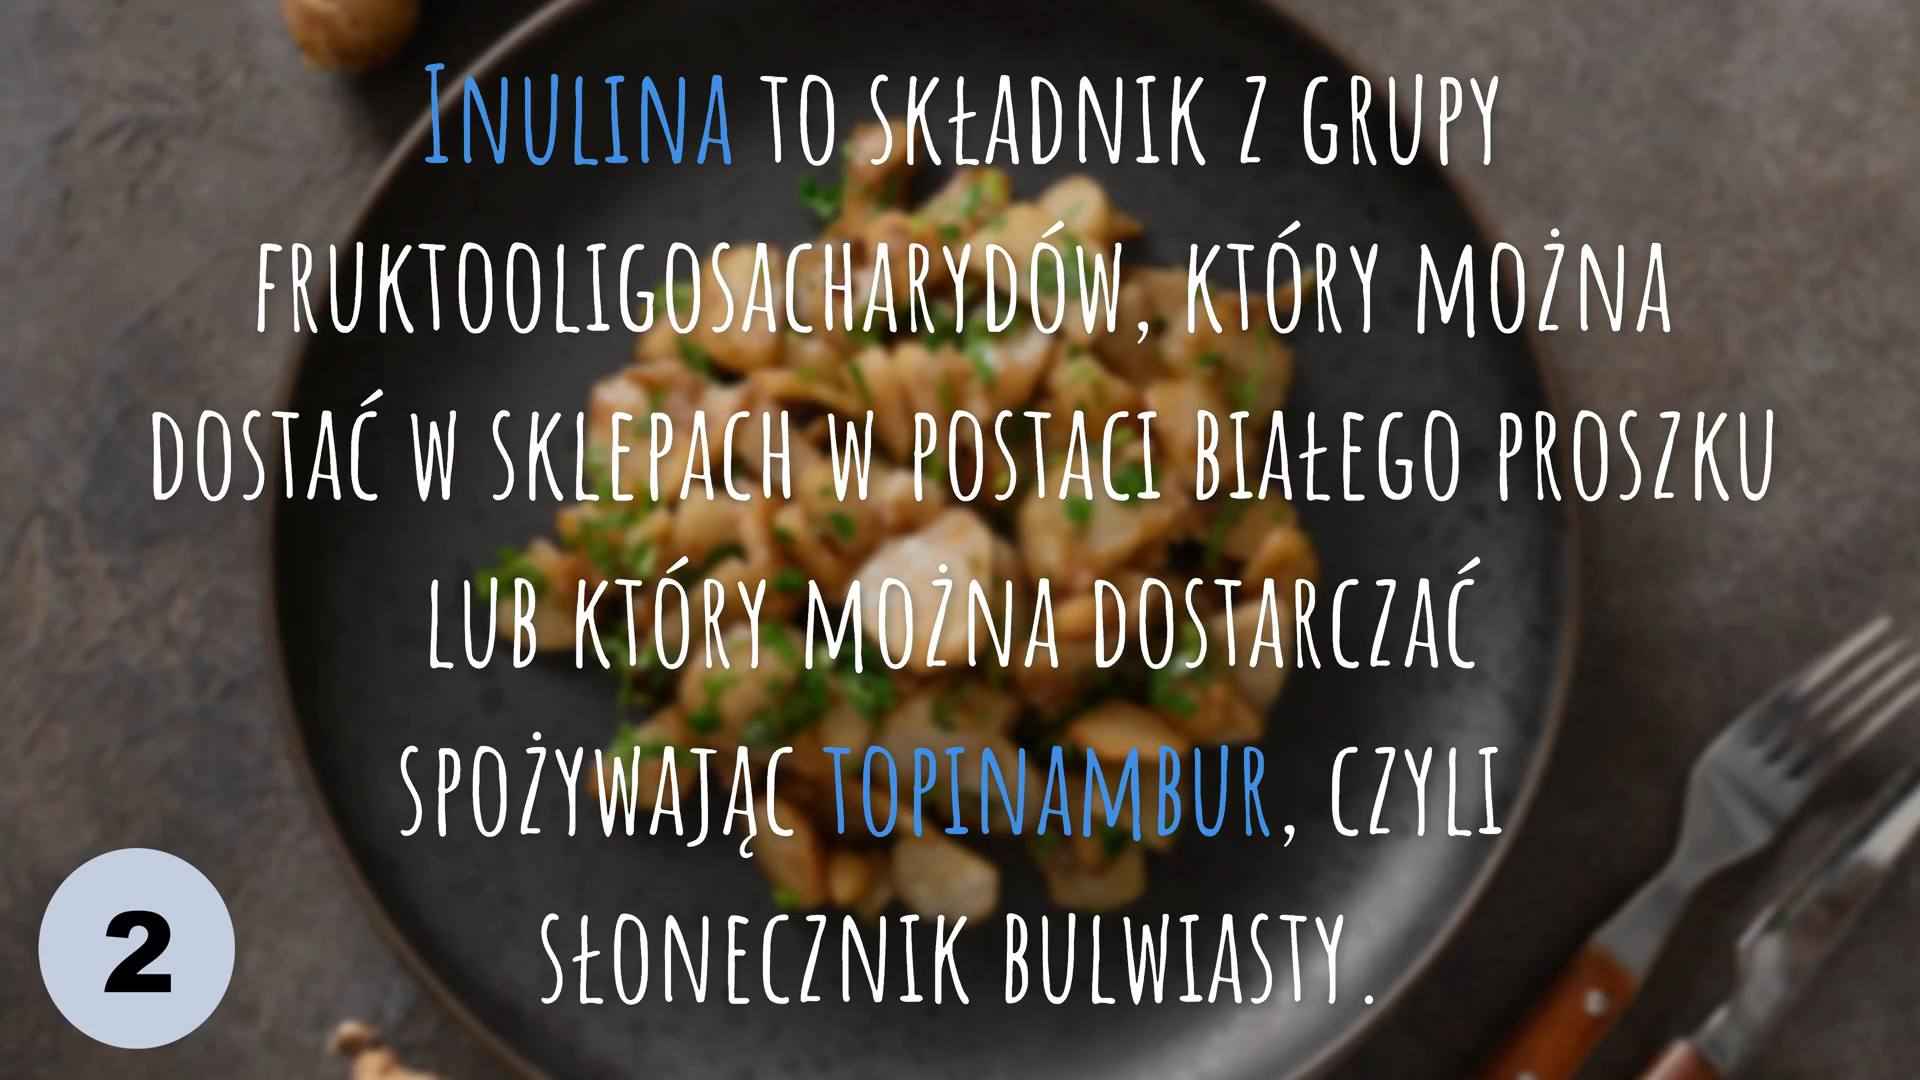 Inulina to składnik z grupy
fruktooligosacharydów, który można
dostać w sklepach w postaci białego proszku
lub który można dostarczać
spożywając topinambur, czyli
słonecznik bulwiasty.
2